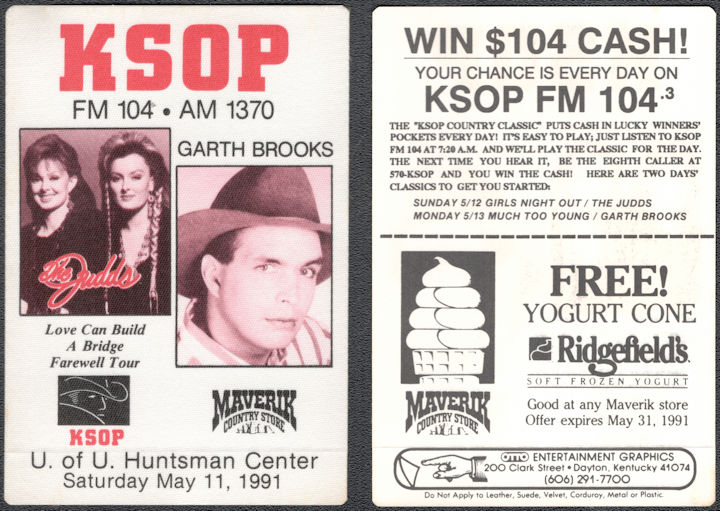 KSOP
FM 104 • AM 1370
GARTH BROOKS
The Judds
Love Can Build
A Bridge
Farewell Tour
KSOP
MAVERIK
COUNTRY STORE
U. of U. Huntsman Center
Saturday May 11, 1991
WIN $104 CASH!
YOUR CHANCE IS EVERY DAY ON
KSOP FM 104.3
THE "KSOP COUNTRY CLASSIC" PUTS CASH IN LUCKY WINNERS'
POCKETS EVERY DAY! IT'S EASY TO PLAY; JUST LISTEN TO KSOP
FM 104 AT 7:20 A.M. AND WE'LL PLAY THE CLASSIC FOR THE DAY.
THE NEXT TIME YOU HEAR IT, BE THE EIGHTH CALLER AT
570-KSOP AND YOU WIN THE CASH! HERE ARE TWO DAYS'
CLASSICS TO GET YOU STARTED:
SUNDAY 5/12 GIRLS NIGHT OUT / THE JUDDS
MONDAY 5/13 MUCH TOO YOUNG / GARTH BROOKS
FREE!
YOGURT CONE
Ridgefield's
SOFT FROZEN YOGURT
MAVERIK
COUNTRY STORE
Good at any Maverik store
Offer expires May 31, 1991
OTTO ENTERTAINMENT GRAPHICS
200 Clark Street • Dayton, Kentucky 41074
(606) 291-7700
Do Not Apply to Leather, Suede, Velvet, Corduroy, Metal or Plastic.